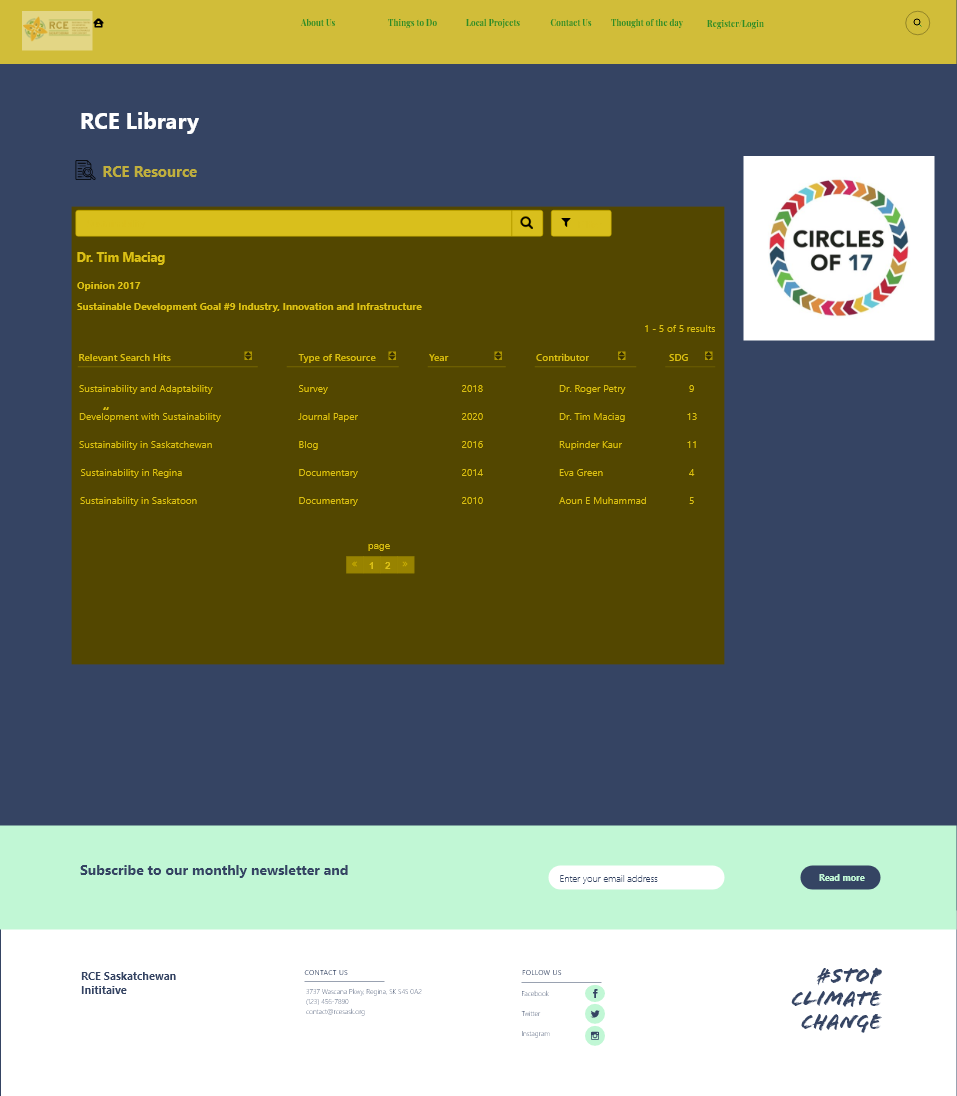 RCE
About Us
Things to Do
Local Projects
Contact Us
Thought of the day
Register/Login
RCE Library
RCE Resource
CIRCLES
OF 17
Dr. Tim Maciag
Opinion 2017
Sustainable Development Goal #9 Industry, Innovation and Infrastructure
1 - 5 of 5 results
Relevant Search Hits Type of Resource Year Contributor SDG
Sustainability and Adaptability Survey 2018 Dr. Roger Petry 9
Development with Sustainability Journal Paper 2020 Dr. Tim Maciag 13
Sustainability in Saskatchewan Blog 2016 Rupinder Kaur 11
Sustainability in Regina Documentary 2014 Eva Green 4
Sustainability in Saskatoon Documentary 2010 Aoun E Muhammad 5
page
« 1 2 »
Subscribe to our monthly newsletter and
Enter your email address
Read more
RCE Saskatchewan
Inititaive
CONTACT US
3737 Wascana Pkwy, Regina, SK S4S 0A2
(123) 456-7890
contact@rcesask.org
FOLLOW US
Facebook
Twitter
Instagram
#STOP
CLIMATE
CHANGE